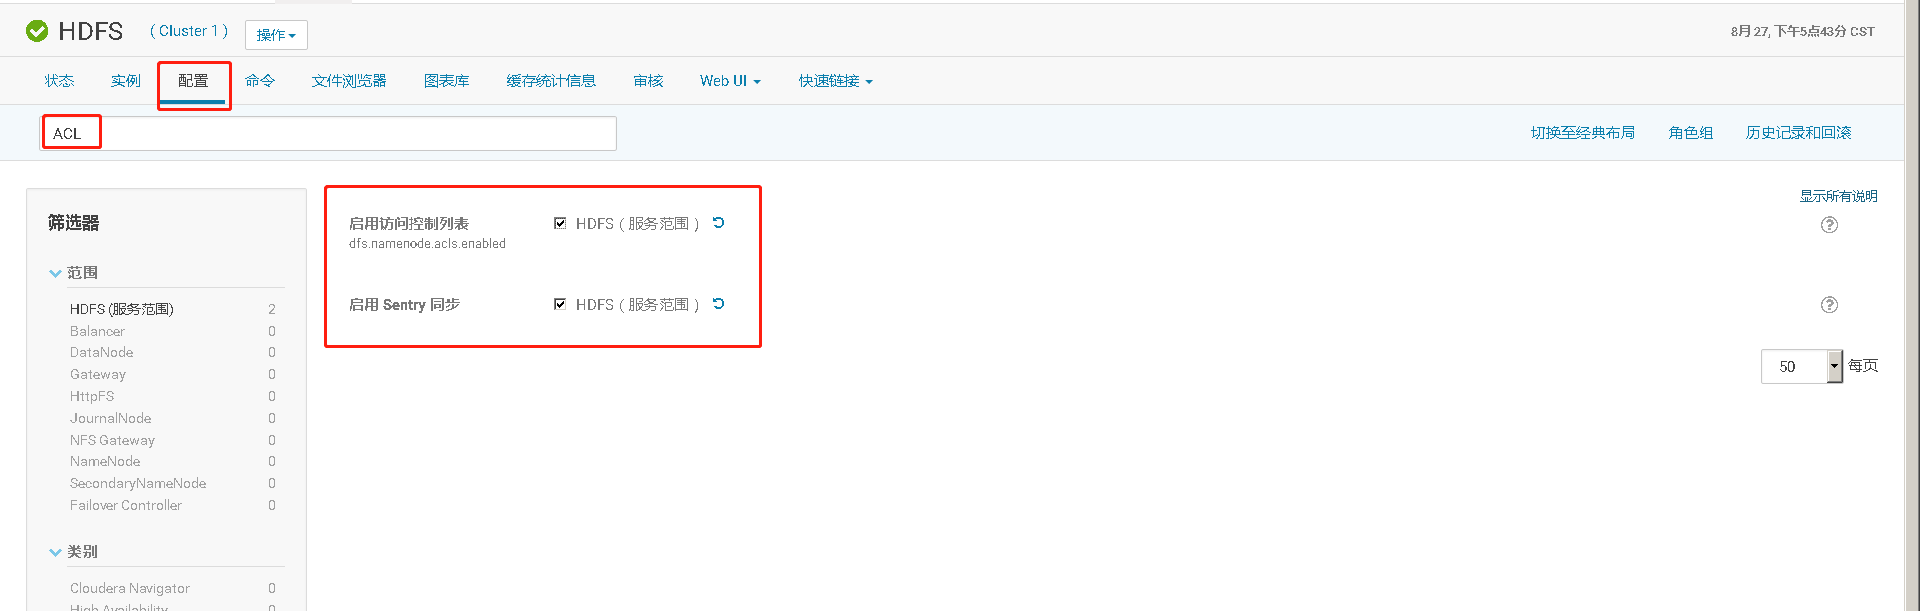 HDFS ( Cluster 1 ) 操作 8月 27, 下午5点43分 CST
状态 实例 配置 命令 文件浏览器 图表库 缓存统计信息 审核 Web UI 快速链接
ACL 切换至经典布局 角色组 历史记录和回滚
显示所有说明
筛选器
范围
HDFS (服务范围) 2
Balancer 0
DataNode 0
Gateway 0
HttpFS 0
JournalNode 0
NFS Gateway 0
NameNode 0
SecondaryNameNode 0
Failover Controller 0
类别
Cloudera Navigator 0
High Availability 0
启用访问控制列表 HDFS ( 服务范围 )
dfs.namenode.acls.enabled
启用 Sentry 同步 HDFS ( 服务范围 )
50 每页